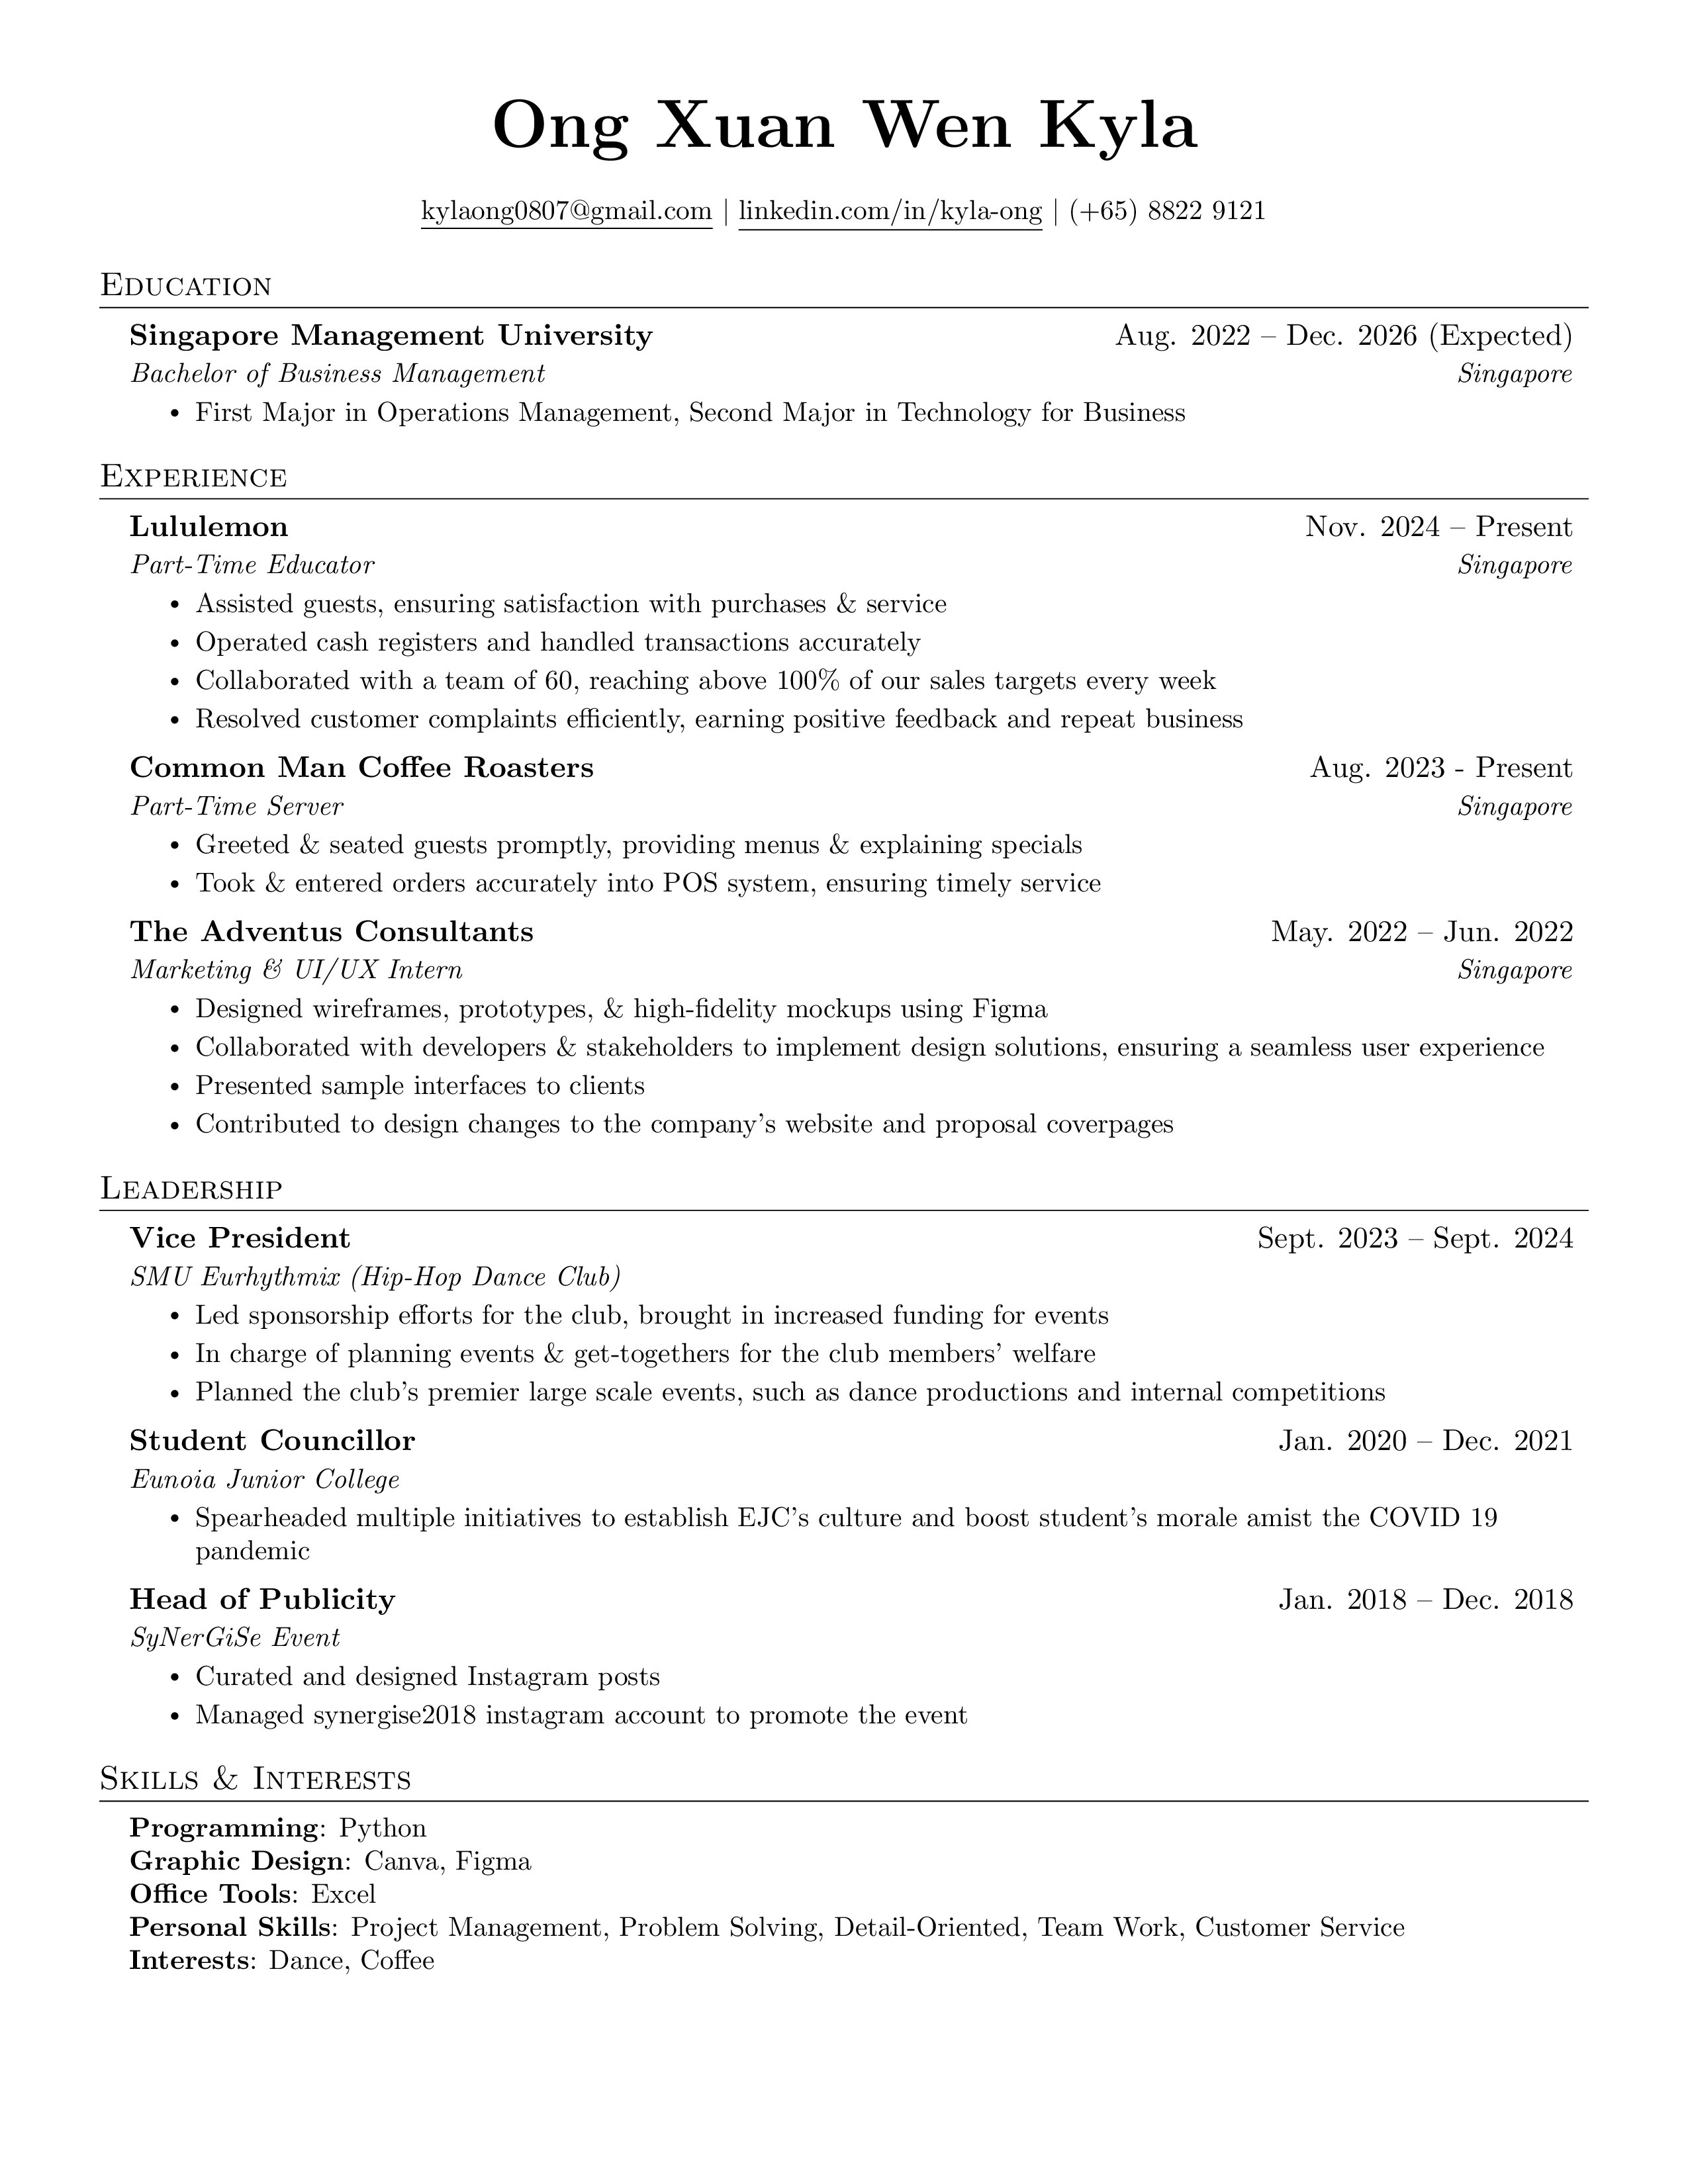 Ong Xuan Wen Kyla
kylaong0807@gmail.com | linkedin.com/in/kyla-ong | (+65) 8822 9121
Education
Singapore Management University Aug. 2022 – Dec. 2026 (Expected)
Bachelor of Business Management Singapore
• First Major in Operations Management, Second Major in Technology for Business
Experience
Lululemon Nov. 2024 – Present
Part-Time Educator Singapore
• Assisted guests, ensuring satisfaction with purchases & service
• Operated cash registers and handled transactions accurately
• Collaborated with a team of 60, reaching above 100% of our sales targets every week
• Resolved customer complaints efficiently, earning positive feedback and repeat business
Common Man Coffee Roasters Aug. 2023 - Present
Part-Time Server Singapore
• Greeted & seated guests promptly, providing menus & explaining specials
• Took & entered orders accurately into POS system, ensuring timely service
The Adventus Consultants May. 2022 – Jun. 2022
Marketing & UI/UX Intern Singapore
• Designed wireframes, prototypes, & high-fidelity mockups using Figma
• Collaborated with developers & stakeholders to implement design solutions, ensuring a seamless user experience
• Presented sample interfaces to clients
• Contributed to design changes to the company's website and proposal coverpages
Leadership
Vice President Sept. 2023 – Sept. 2024
SMU Eurhythmix (Hip-Hop Dance Club)
• Led sponsorship efforts for the club, brought in increased funding for events
• In charge of planning events & get-togethers for the club members' welfare
• Planned the club's premier large scale events, such as dance productions and internal competitions
Student Councillor Jan. 2020 – Dec. 2021
Eunoia Junior College
• Spearheaded multiple initiatives to establish EJC's culture and boost student's morale amist the COVID 19
pandemic
Head of Publicity Jan. 2018 – Dec. 2018
SyNerGiSe Event
• Curated and designed Instagram posts
• Managed synergise2018 instagram account to promote the event
Skills & Interests
Programming: Python
Graphic Design: Canva, Figma
Office Tools: Excel
Personal Skills: Project Management, Problem Solving, Detail-Oriented, Team Work, Customer Service
Interests: Dance, Coffee